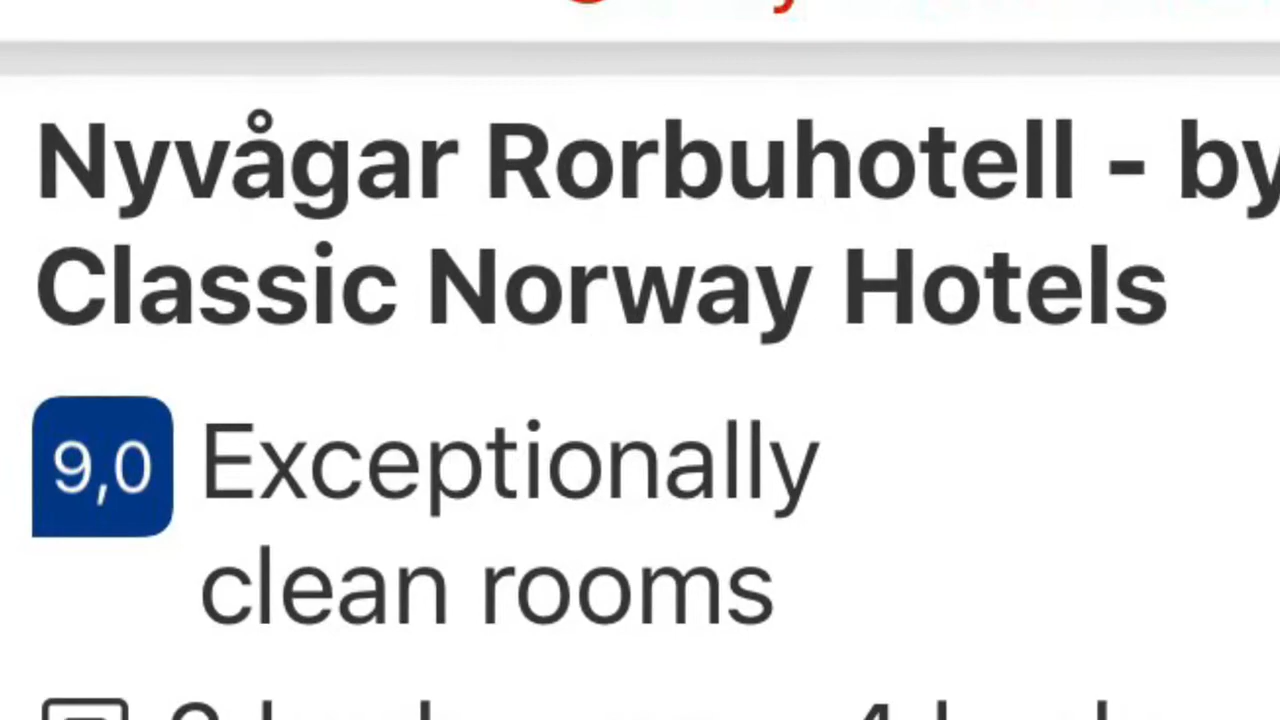 Nyvågar Rorbuhotell - by
Classic Norway Hotels
9,0 Exceptionally
clean rooms